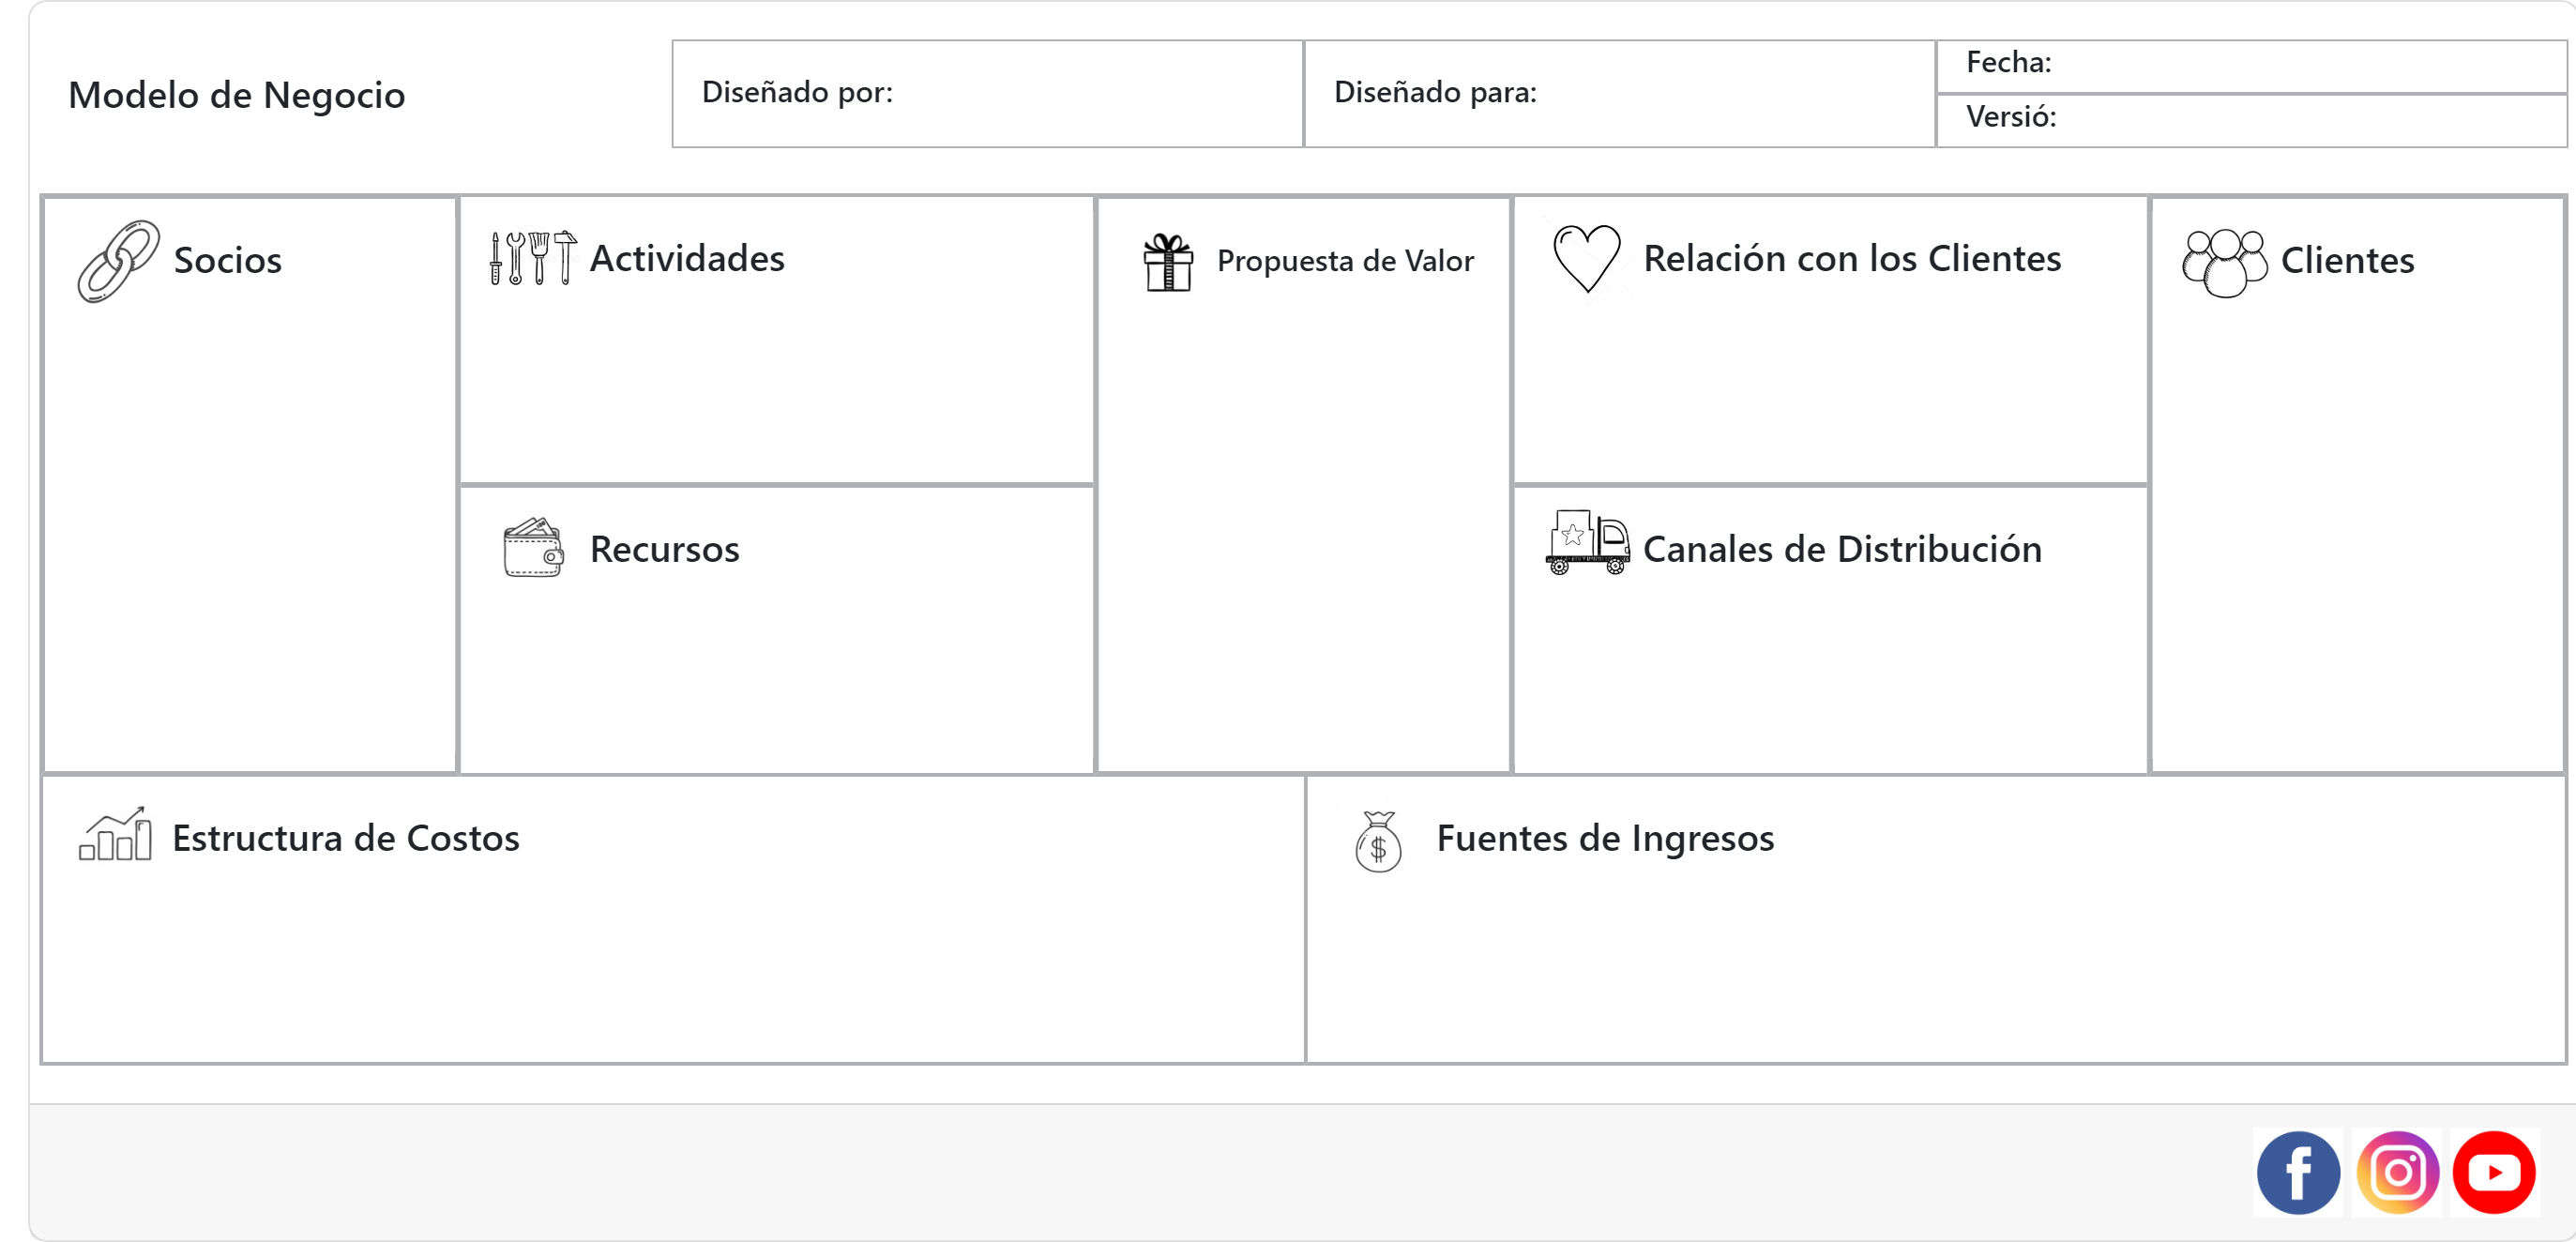 Modelo de Negocio
Diseñado por:
Diseñado para:
Fecha:
Versió:
Socios
Actividades
Propuesta de Valor
Relación con los Clientes
Clientes
Recursos
Canales de Distribución
Estructura de Costos
Fuentes de Ingresos